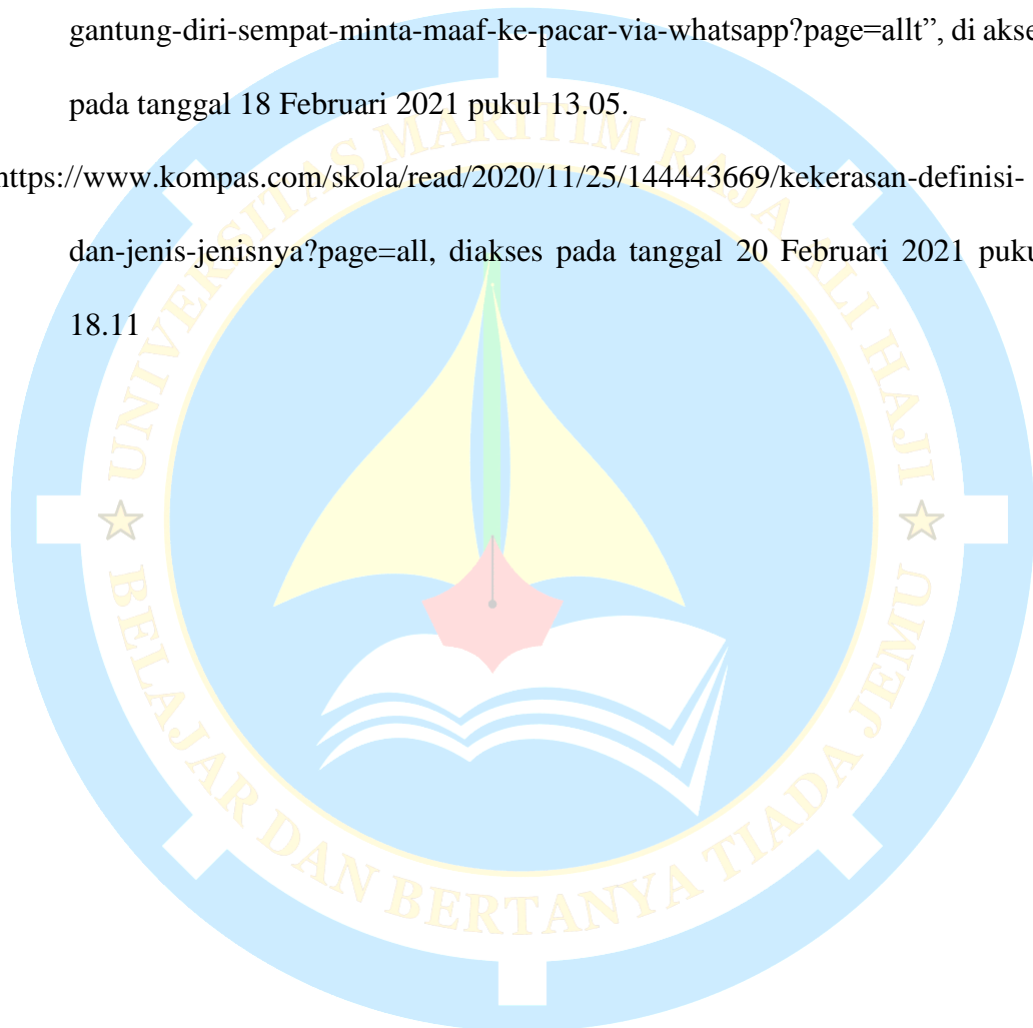 gantung-diri-sempat-minta-maaf-ke-pacar-via-whatsapp?page=allt”, di akse
pada tanggal 18 Februari 2021 pukul 13.05.
https://www.kompas.com/skola/read/2020/11/25/144443669/kekerasan-definisi-
dan-jenis-jenisnya?page=all, diakses pada tanggal 20 Februari 2021 puku
18.11
UNIVERSITAS MARITIM RAJA ALI HAJI
BELAJAR DAN BERTANYA TIADA JEMU